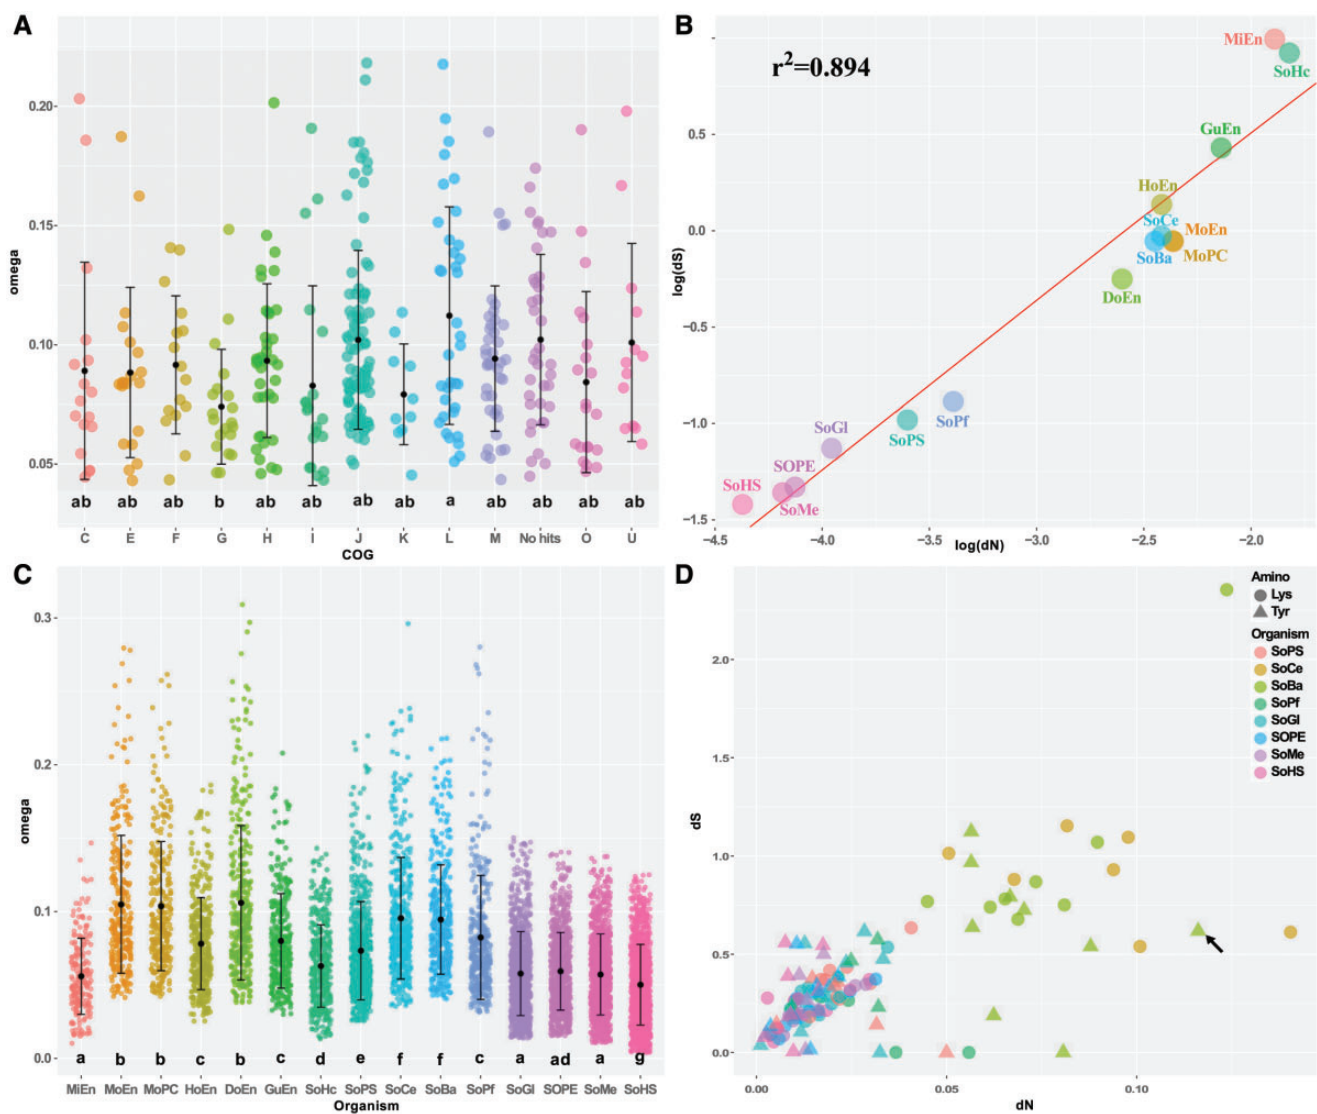 A
0.20
0.15
0.10
0.05
omega
ab ab ab b ab ab ab ab a ab ab ab ab
C E F G H I J K L M No hits O U
COG
B
r²=0.894
MiEn
SoHc
GuEn
HoEn
SoCe
MoEn
SoBa
MoPC
DoEn
SoPf
SoPS
SoGl
SOPE
SoHS
SoMe
0.5
0.0
−0.5
−1.0
−1.5
log(dS)
−4.5 −4.0 −3.5 −3.0 −2.5 −2.0
log(dN)
C
0.3
0.2
0.1
0.0
omega
a b b c b c d e f f c a ad a g
MiEn MoEn MoPC HoEn DoEn GuEn SoHc SoPS SoCe SoBa SoPf SoGl SOPE SoMe SoHS
Organism
D
Amino
Lys
Tyr
Organism
SoPS
SoCe
SoBa
SoPf
SoGl
SOPE
SoMe
SoHS
2.0
1.5
1.0
0.5
0.0
dS
0.00 0.05 0.10
dN